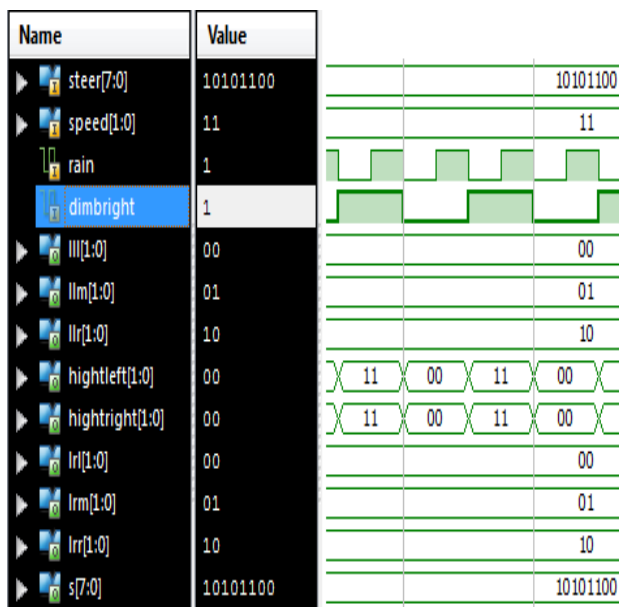 Name Value
steer[7:0] 10101100 10101100
speed[1:0] 11 11
rain 1
dimbright 1
lll[1:0] 00 00
llm[1:0] 01 01
llr[1:0] 10 10
hightleft[1:0] 00 11 00 11 00
hightright[1:0] 00 11 00 11 00
lrl[1:0] 00 00
lrm[1:0] 01 01
lrr[1:0] 10 10
s[7:0] 10101100 10101100